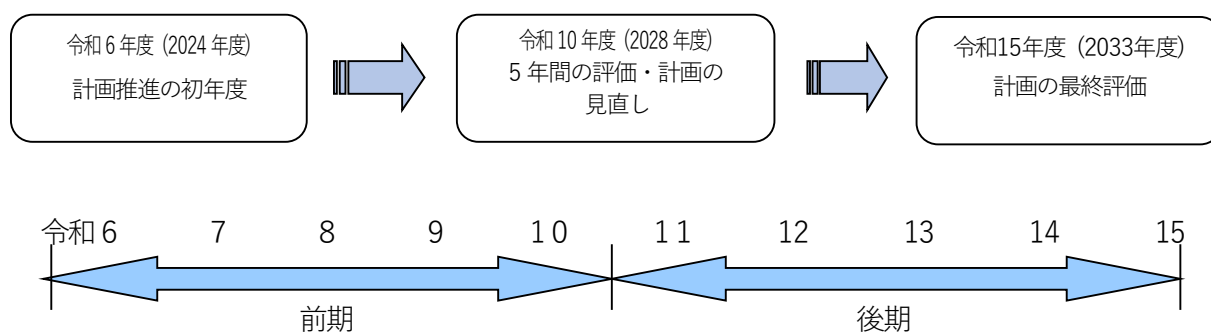 令和６年度 (2024 年度)
計画推進の初年度
令和 10 年度 (2028 年度)
５年間の評価・計画の
見直し
令和15年度 (2033年度)
計画の最終評価
令和６ 7 8 9 １０ 11 12 13 14 15
前期 後期